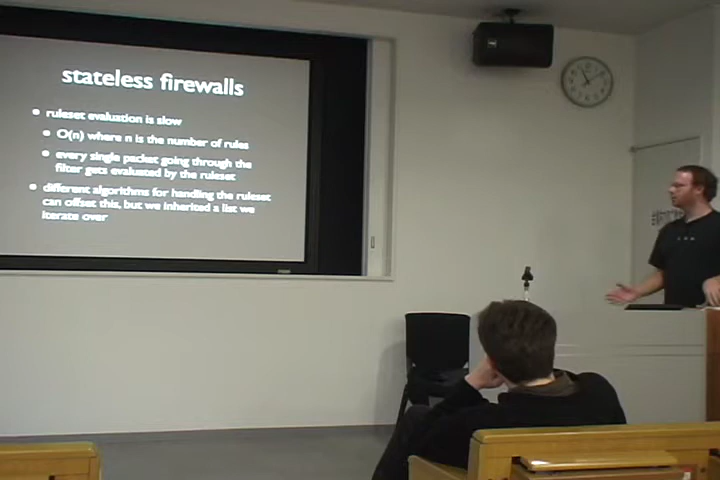 stateless firewalls
ruleset evaluation is slow
O(n) where n is the number of rules
every single packet going through the
filter gets evaluated by the ruleset
different algorithms for handling the ruleset
can offset this, but we inherited a list we
iterate over